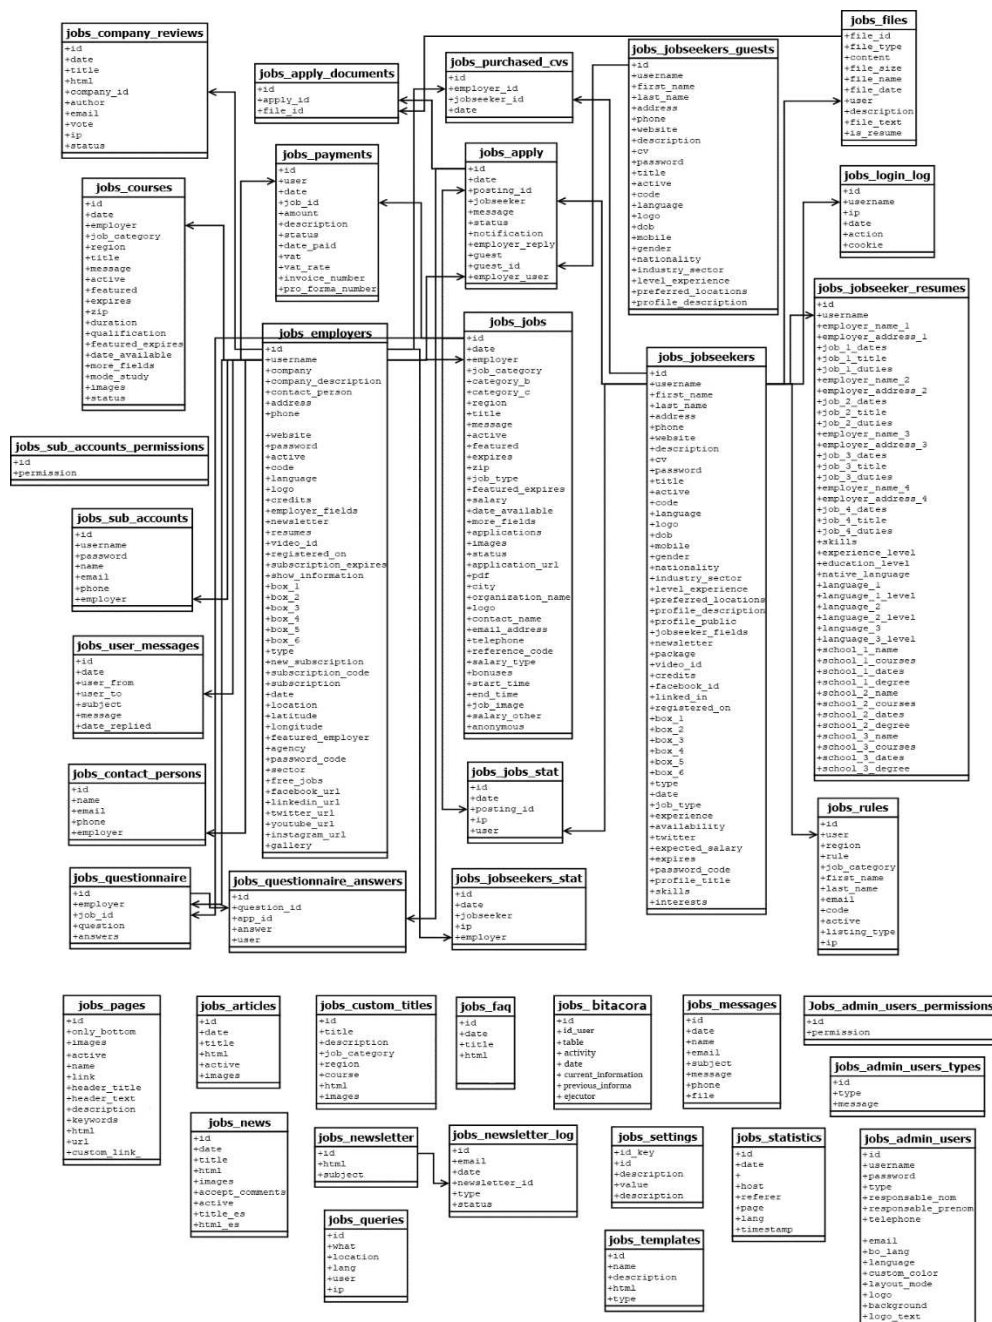 jobs_company_reviews
+id
+date
+title
+html
+company_id
+author
+email
+vote
+ip
+status
jobs_apply_documents
+id
+apply_id
+file_id
jobs_purchased_cvs
+id
+employer_id
+jobseeker_id
+date
jobs_jobseekers_guests
+id
+username
+first_name
+last_name
+address
+phone
+website
+description
+cv
+password
+title
+active
+code
+language
+logo
+dob
+mobile
+gender
+nationality
+industry_sector
+level_experience
+preferred_locations
+profile_description
jobs_files
+file_id
+file_type
+content
+file_size
+file_name
+file_date
+user
+description
+file_text
+is_resume
jobs_courses
+id
+date
+employer
+job_category
+region
+title
+message
+active
+featured
+expires
+zip
+duration
+qualification
+featured_expires
+date_available
+more_fields
+mode_study
+images
+status
jobs_payments
+id
+user
+date
+job_id
+amount
+description
+status
+date_paid
+vat
+vat_rate
+invoice_number
+pro_forma_number
jobs_apply
+id
+date
+posting_id
+jobseeker
+message
+status
+notification
+employer_reply
+guest
+guest_id
+employer_user
jobs_login_log
+id
+username
+ip
+date
+action
+cookie
jobs_employers
+id
+username
+company
+company_description
+contact_person
+address
+phone
+website
+password
+active
+code
+language
+logo
+credits
+employer_fields
+newsletter
+resumes
+video_id
+registered_on
+subscription_expires
+show_information
+box_1
+box_2
+box_3
+box_4
+box_5
+box_6
+type
+new_subscription
+subscription_code
+subscription
+date
+location
+latitude
+longitude
+featured_employer
+agency
+password_code
+sector
+free_jobs
+facebook_url
+linkedin_url
+twitter_url
+youtube_url
+instagram_url
+gallery
jobs_jobs
+id
+date
+employer
+job_category
+category_b
+category_c
+region
+title
+message
+active
+featured
+expires
+zip
+job_type
+featured_expires
+salary
+date_available
+more_fields
+applications
+images
+status
+application_url
+pdf
+city
+organization_name
+logo
+contact_name
+email_address
+telephone
+reference_code
+salary_type
+bonuses
+start_time
+end_time
+job_image
+salary_other
+anonymous
jobs_jobseekers
+id
+username
+first_name
+last_name
+address
+phone
+website
+description
+cv
+password
+title
+active
+code
+language
+logo
+dob
+mobile
+gender
+nationality
+industry_sector
+level_experience
+preferred_locations
+profile_description
+profile_public
+jobseeker_fields
+newsletter
+package
+video_id
+credits
+facebook_id
+linked_in
+registered_on
+box_1
+box_2
+box_3
+box_4
+box_5
+box_6
+type
+date
+job_type
+experience
+availability
+twitter
+expected_salary
+expires
+password_code
+profile_title
+skills
+interests
jobs_jobseeker_resumes
+id
+username
+employer_name_1
+employer_address_1
+job_1_dates
+job_1_title
+job_1_duties
+employer_name_2
+employer_address_2
+job_2_dates
+job_2_title
+job_2_duties
+employer_name_3
+employer_address_3
+job_3_dates
+job_3_title
+job_3_duties
+employer_name_4
+employer_address_4
+job_4_dates
+job_4_title
+job_4_duties
+skills
+experience_level
+education_level
+native_language
+language_1
+language_1_level
+language_2
+language_2_level
+language_3
+language_3_level
+school_1_name
+school_1_courses
+school_1_dates
+school_1_degree
+school_2_name
+school_2_courses
+school_2_dates
+school_2_degree
+school_3_name
+school_3_courses
+school_3_dates
+school_3_degree
jobs_sub_accounts_permissions
+id
+permission
jobs_sub_accounts
+id
+username
+password
+name
+email
+phone
+employer
jobs_user_messages
+id
+date
+user_from
+user_to
+subject
+message
+date_replied
jobs_contact_persons
+id
+name
+email
+phone
+employer
jobs_jobs_stat
+id
+date
+posting_id
+ip
+user
jobs_rules
+id
+user
+region
+rule
+job_category
+first_name
+last_name
+email
+code
+active
+listing_type
+ip
jobs_questionnaire
+id
+employer
+job_id
+question
+answers
jobs_questionnaire_answers
+id
+question_id
+app_id
+answer
+user
jobs_jobseekers_stat
+id
+date
+jobseeker
+ip
+employer
jobs_pages
+id
+only_bottom
+images
+active
+name
+link
+header_title
+header_text
+description
+keywords
+html
+url
+custom_link_
jobs_articles
+id
+date
+title
+html
+active
+images
jobs_custom_titles
+id
+title
+description
+job_category
+region
+course
+html
+images
jobs_faq
+id
+date
+title
+html
jobs_bitacora
+id
+ id_user
+ table
+ activity
+ date
+ current_information
+ previous_informa
+ ejecutor
jobs_messages
+id
+date
+name
+email
+subject
+message
+phone
+file
Jobs_admin_users_permissions
+id
+permission
jobs_admin_users_types
+id
+type
+message
jobs_news
+id
+date
+title
+html
+images
+accept_comments
+active
+title_es
+html_es
jobs_newsletter
+id
+html
+subject
jobs_newsletter_log
+id
+email
+date
+newsletter_id
+type
+status
jobs_settings
+id_key
+id
+description
+value
+description
jobs_statistics
+id
+date
+
+host
+referer
+page
+lang
+timestamp
jobs_admin_users
+id
+username
+password
+type
+responsable_nom
+responsable_prenom
+telephone
+email
+bo_lang
+language
+custom_color
+layout_mode
+logo
+background
+logo_text
jobs_queries
+id
+what
+location
+lang
+user
+ip
jobs_templates
+id
+name
+description
+html
+type